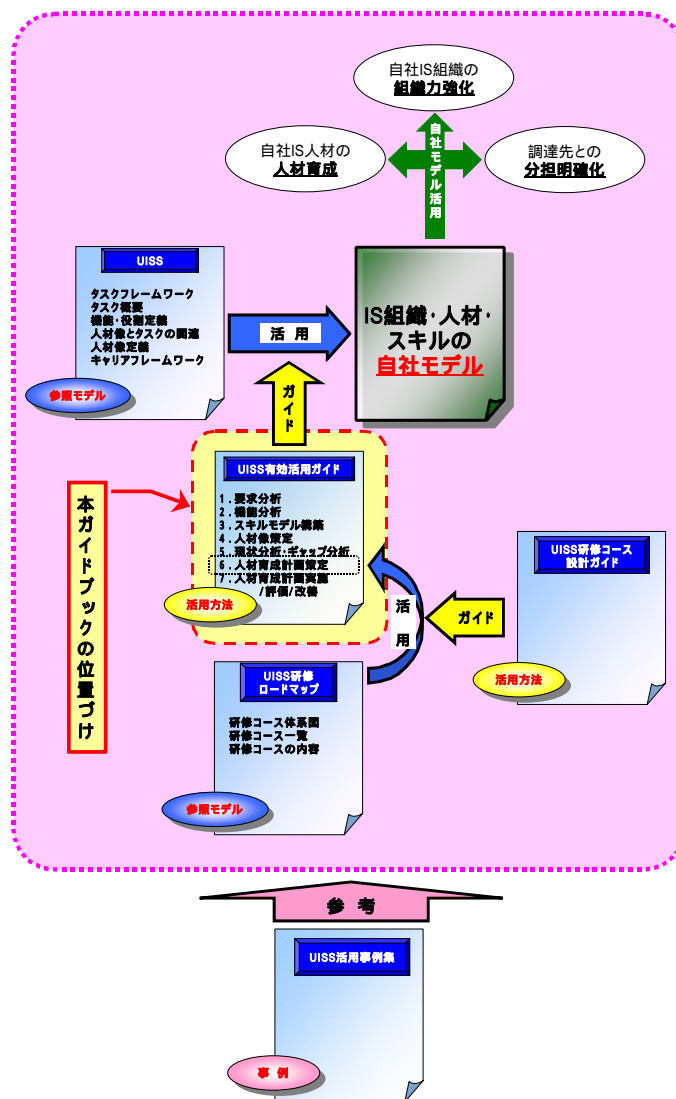 自社IS組織の
組織力強化
自社IS人材の
人材育成
調達先との
分担明確化
自社モデル活用
UISS
タスクフレームワーク
タスク概要
機能・役割定義
人材像とタスクの関連
人材像定義
キャリアフレームワーク
参照モデル
活用
IS組織・人材・
スキルの
自社モデル
ガイド
UISS有効活用ガイド
1．要求分析
2．機能分析
3．スキルモデル構築
4．人材像策定
5．現状分析・ギャップ分析
6．人材育成計画策定
7．人材育成計画実施
/評価/改善
活用方法
本ガイドブックの位置づけ
活用
ガイド
UISS研修コース
設計ガイド
活用方法
UISS研修
ロードマップ
研修コース体系図
研修コース一覧
研修コースの内容
参照モデル
参考
UISS活用事例集
事例